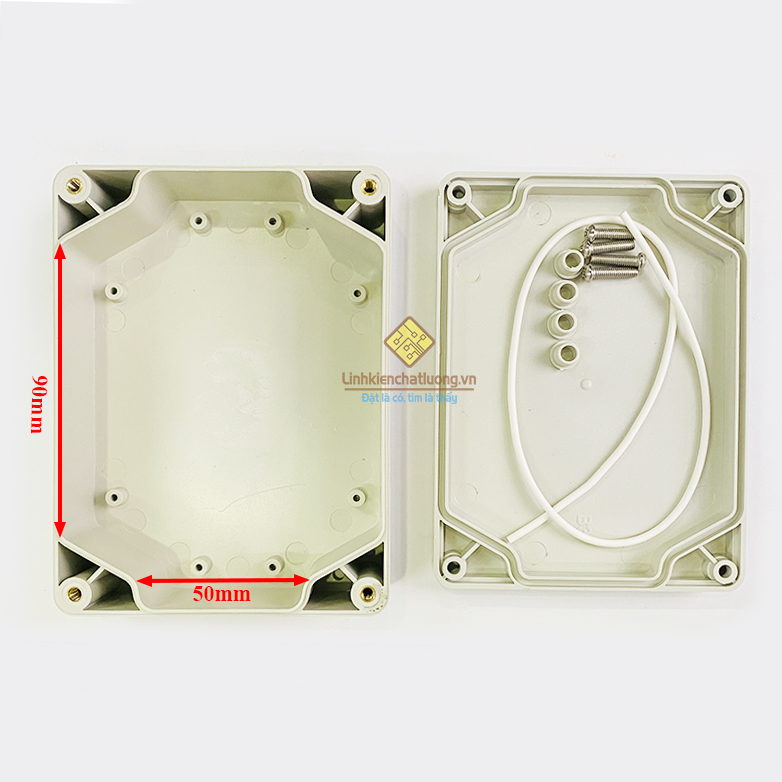 Linhkienchatluong.vn
Đặt là có, tìm là thấy
90mm
50mm